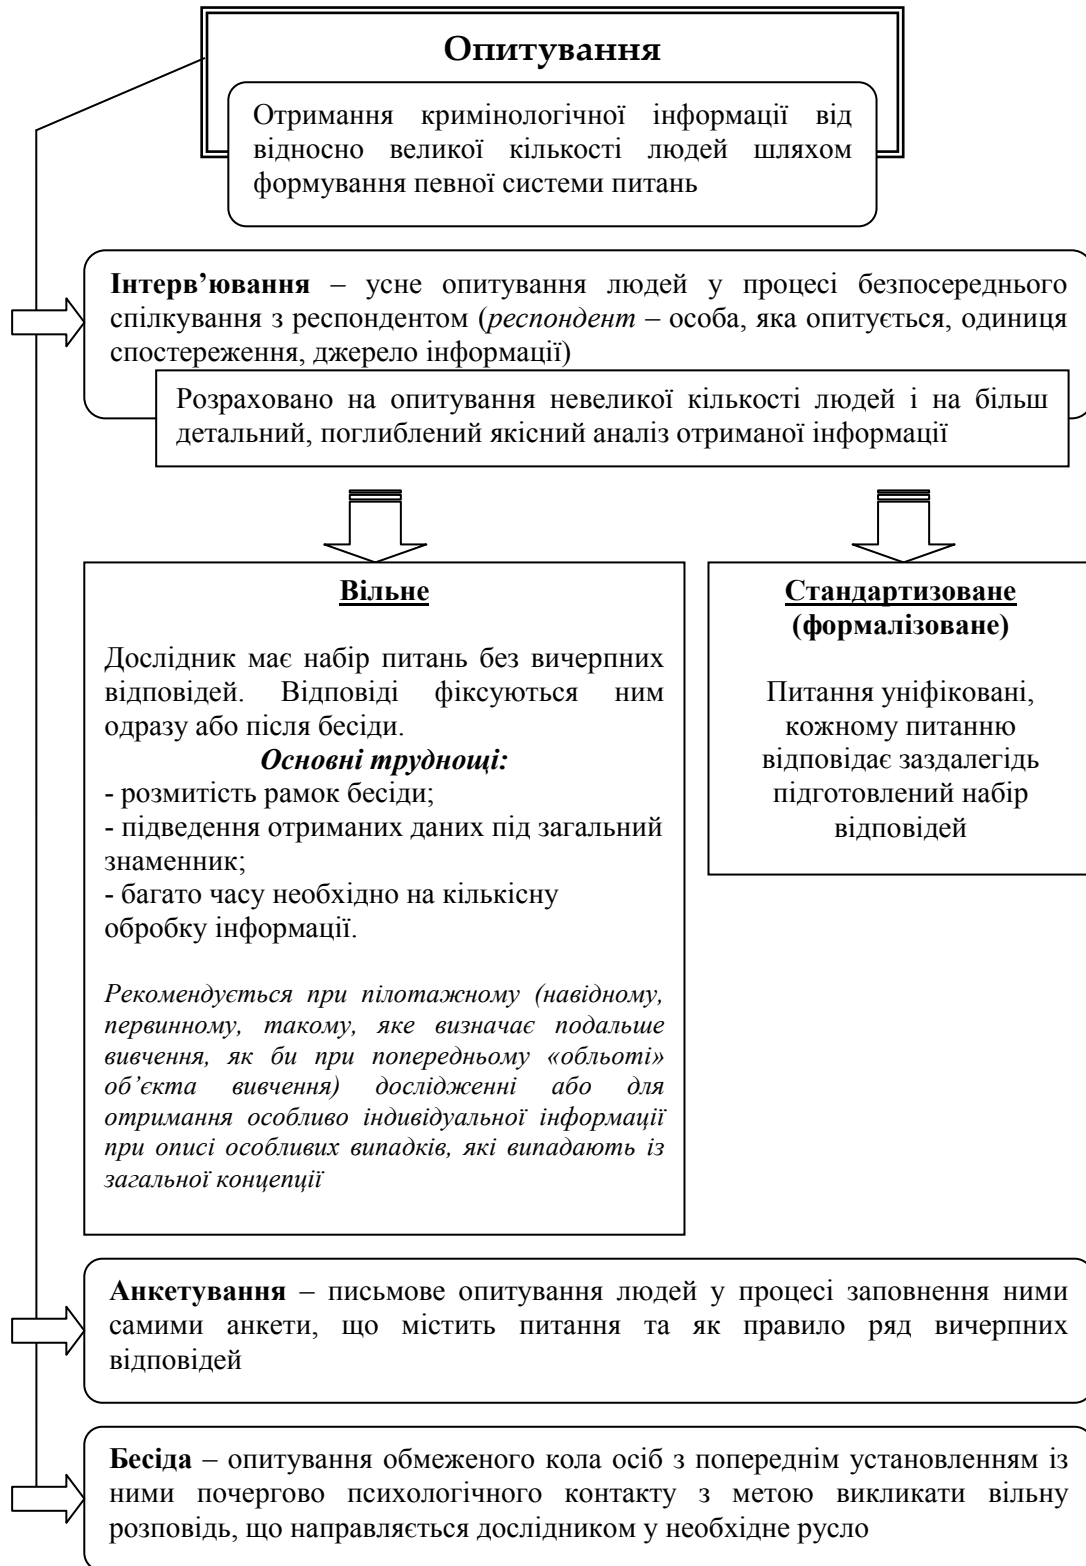 Опитування
Отримання кримінологічної інформації від
відносно великої кількості людей шляхом
формування певної системи питань
Інтерв’ювання – усне опитування людей у процесі безпосереднього
спілкування з респондентом (респондент – особа, яка опитується, одиниця
спостереження, джерело інформації)
Розраховано на опитування невеликої кількості людей і на більш
детальний, поглиблений якісний аналіз отриманої інформації
Вільне
Дослідник має набір питань без вичерпних
відповідей. Відповіді фіксуються ним
одразу або після бесіди.
Основні труднощі:
- розмитість рамок бесіди;
- підведення отриманих даних під загальний
знаменник;
- багато часу необхідно на кількісну
обробку інформації.
Рекомендується при пілотажному (навідному,
первинному, такому, яке визначає подальше
вивчення, як би при попередньому «обльоті»
об’єкта вивчення) дослідженні або для
отримання особливо індивідуальної інформації
при описі особливих випадків, які випадають із
загальної концепції
Стандартизоване
(формалізоване)
Питання уніфіковані,
кожному питанню
відповідає заздалегідь
підготовлений набір
відповідей
Анкетування – письмове опитування людей у процесі заповнення ними
самими анкети, що містить питання та як правило ряд вичерпних
відповідей
Бесіда – опитування обмеженого кола осіб з попереднім установленням із
ними почергово психологічного контакту з метою викликати вільну
розповідь, що направляється дослідником у необхідне русло